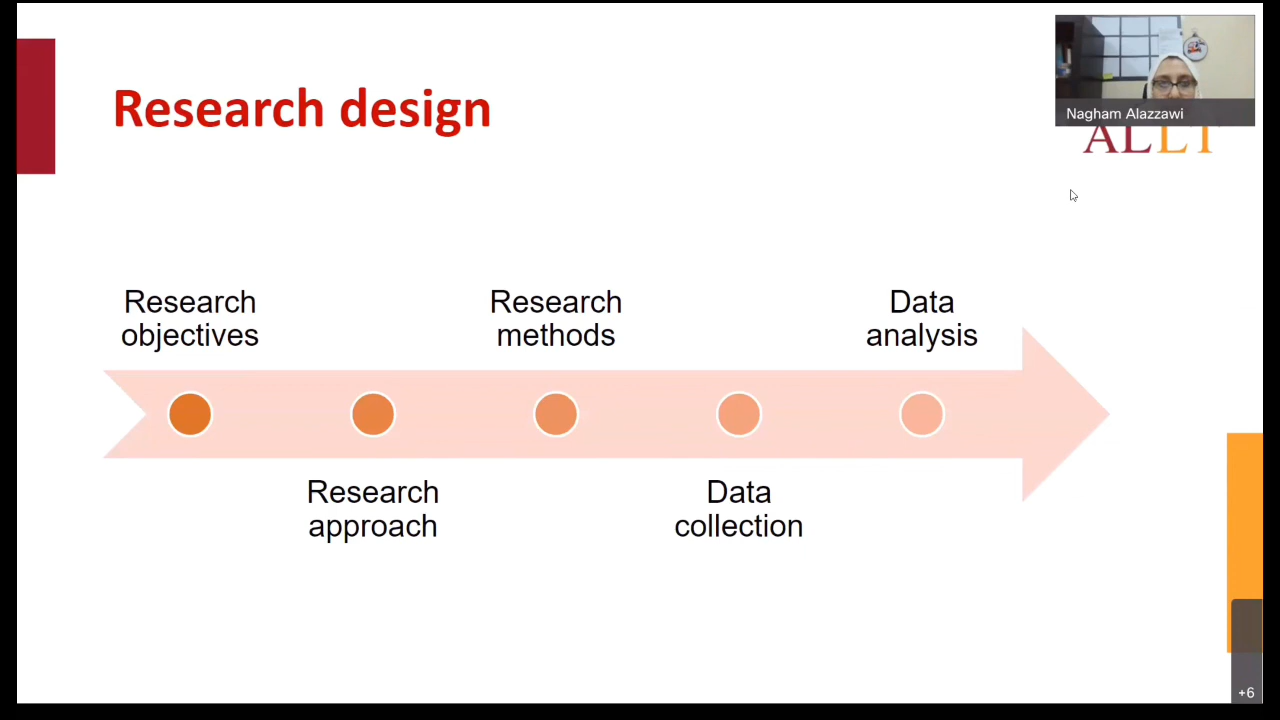 Research design
Nagham Alazzawi
ALLT
Research
objectives
Research
methods
Data
analysis
Research
approach
Data
collection
+6